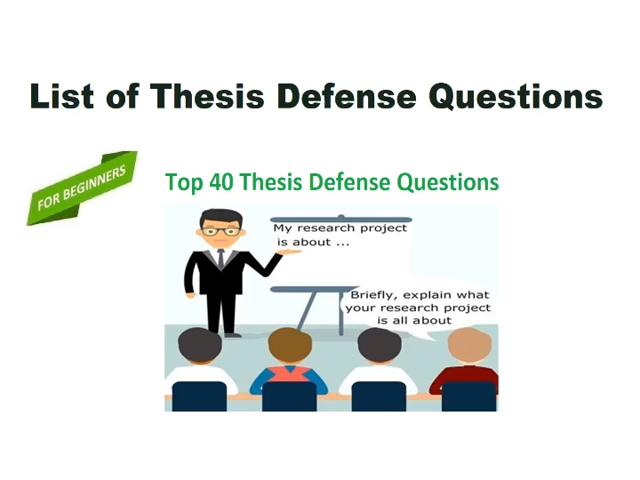 List of Thesis Defense Questions
FOR BEGINNERS
Top 40 Thesis Defense Questions
My research project
is about ...
Briefly, explain what
your research project
is all about